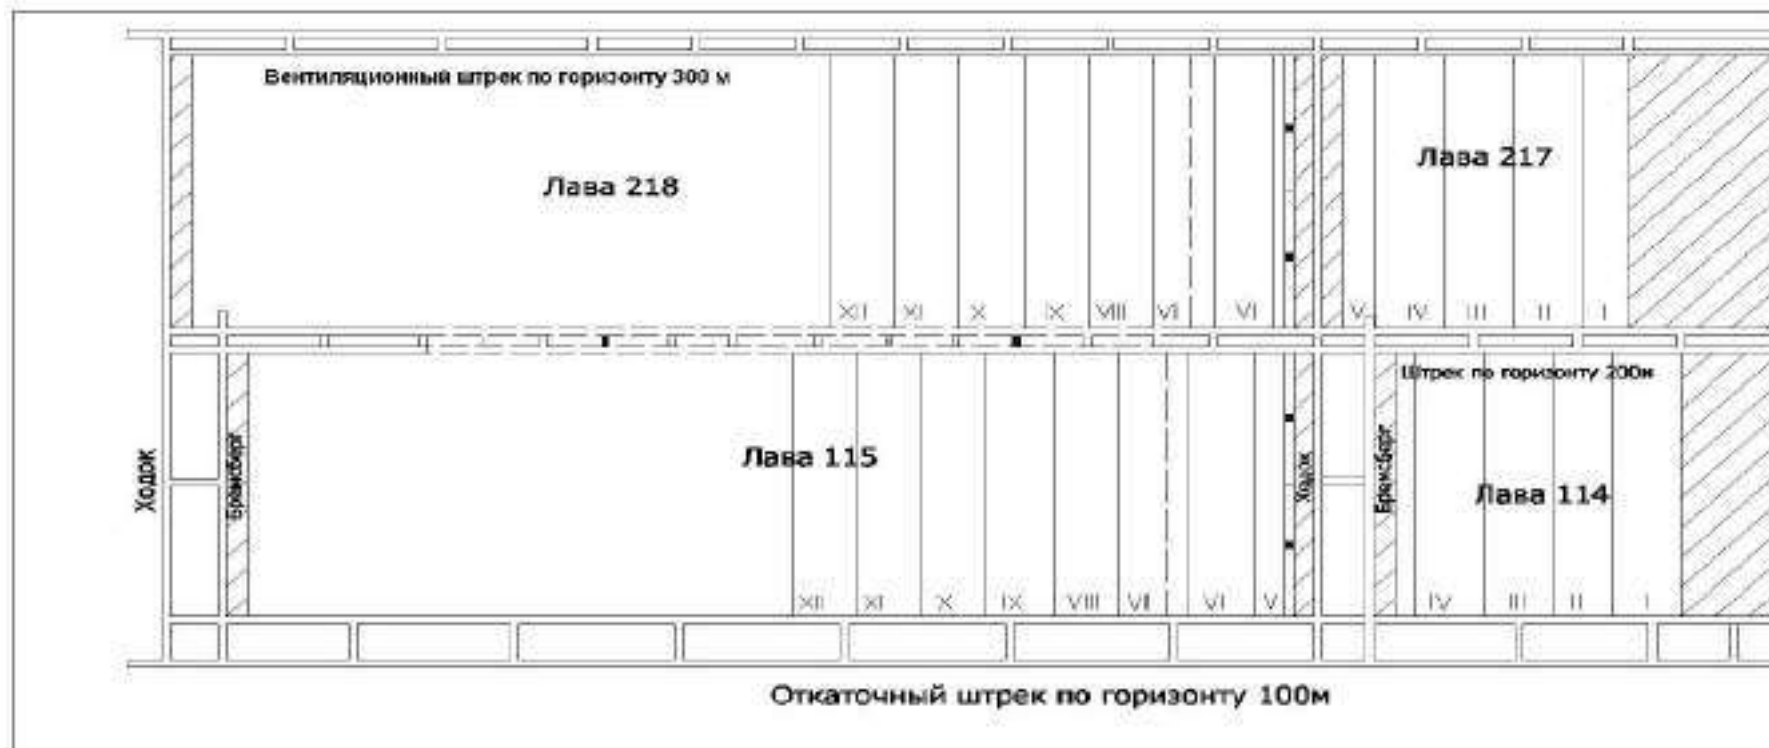 Вентиляционный штрек по горизонту 300 м
Лава 218
Лава 217
XII XI X IX VIII VII VI V IV III II I
Штрек по горизонту 200м
Ходок
Бремсберг
Лава 115
Ходок
Бремсберг
Лава 114
XII XI X IX VIII VII VI V IV III II I
Откаточный штрек по горизонту 100м